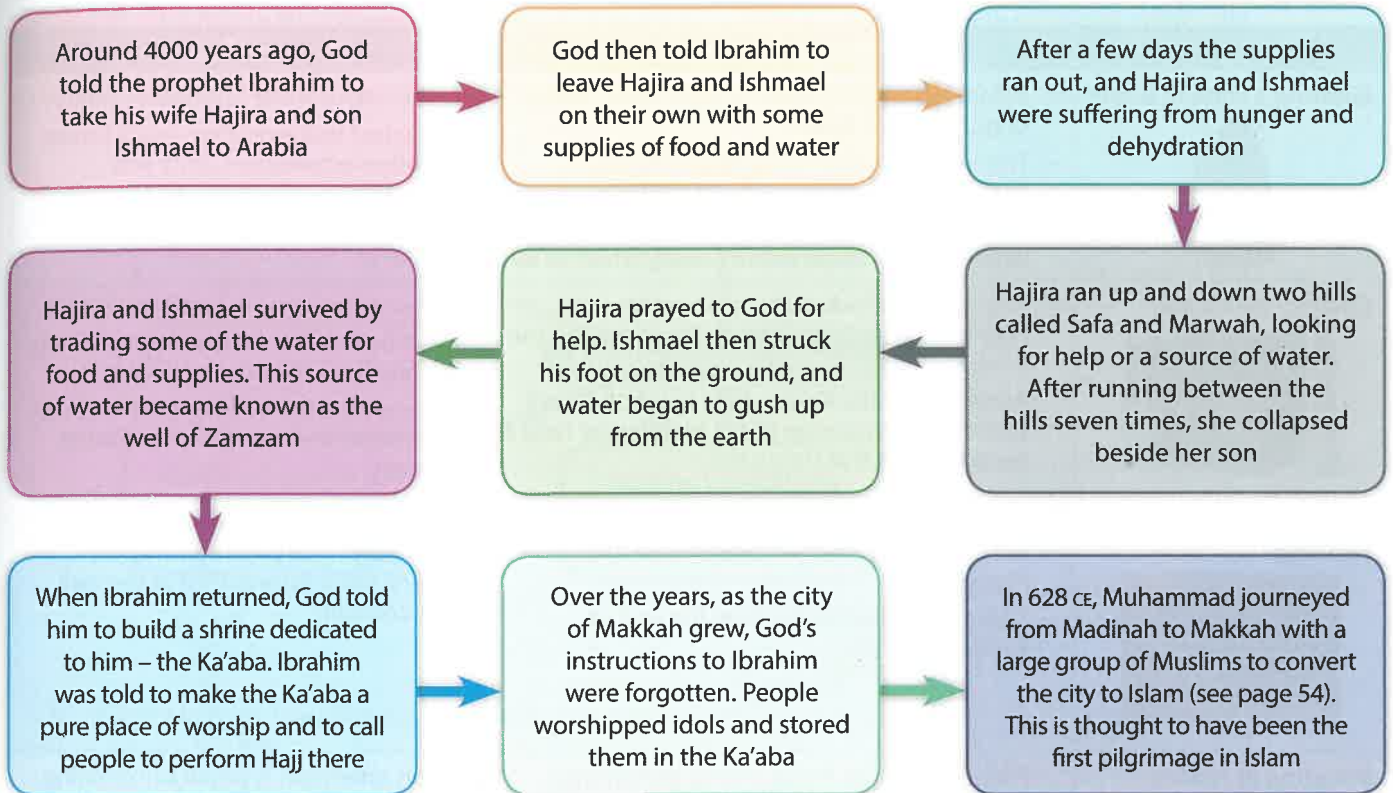 Around 4000 years ago, God
told the prophet Ibrahim to
take his wife Hajira and son
Ishmael to Arabia
God then told Ibrahim to
leave Hajira and Ishmael
on their own with some
supplies of food and water
After a few days the supplies
ran out, and Hajira and Ishmael
were suffering from hunger and
dehydration
Hajira ran up and down two hills
called Safa and Marwah, looking
for help or a source of water.
After running between the
hills seven times, she collapsed
beside her son
Hajira prayed to God for
help. Ishmael then struck
his foot on the ground, and
water began to gush up
from the earth
Hajira and Ishmael survived by
trading some of the water for
food and supplies. This source
of water became known as the
well of Zamzam
When Ibrahim returned, God told
him to build a shrine dedicated
to him – the Ka'aba. Ibrahim
was told to make the Ka'aba a
pure place of worship and to call
people to perform Hajj there
Over the years, as the city
of Makkah grew, God's
instructions to Ibrahim
were forgotten. People
worshipped idols and stored
them in the Ka'aba
In 628 CE, Muhammad journeyed
from Madinah to Makkah with a
large group of Muslims to convert
the city to Islam (see page 54).
This is thought to have been the
first pilgrimage in Islam